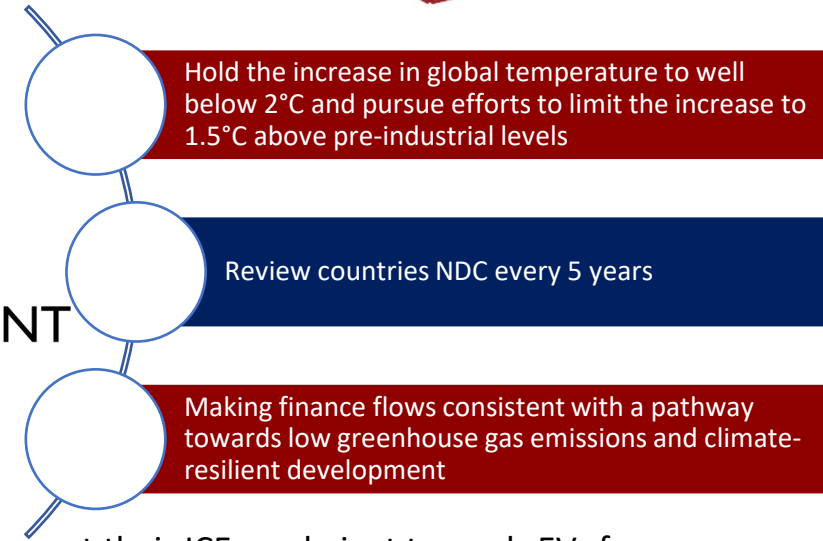 Hold the increase in global temperature to well
below 2°C and pursue efforts to limit the increase to
1.5°C above pre-industrial levels
Review countries NDC every 5 years
NT
Making finance flows consistent with a pathway
towards low greenhouse gas emissions and climate-
resilient development